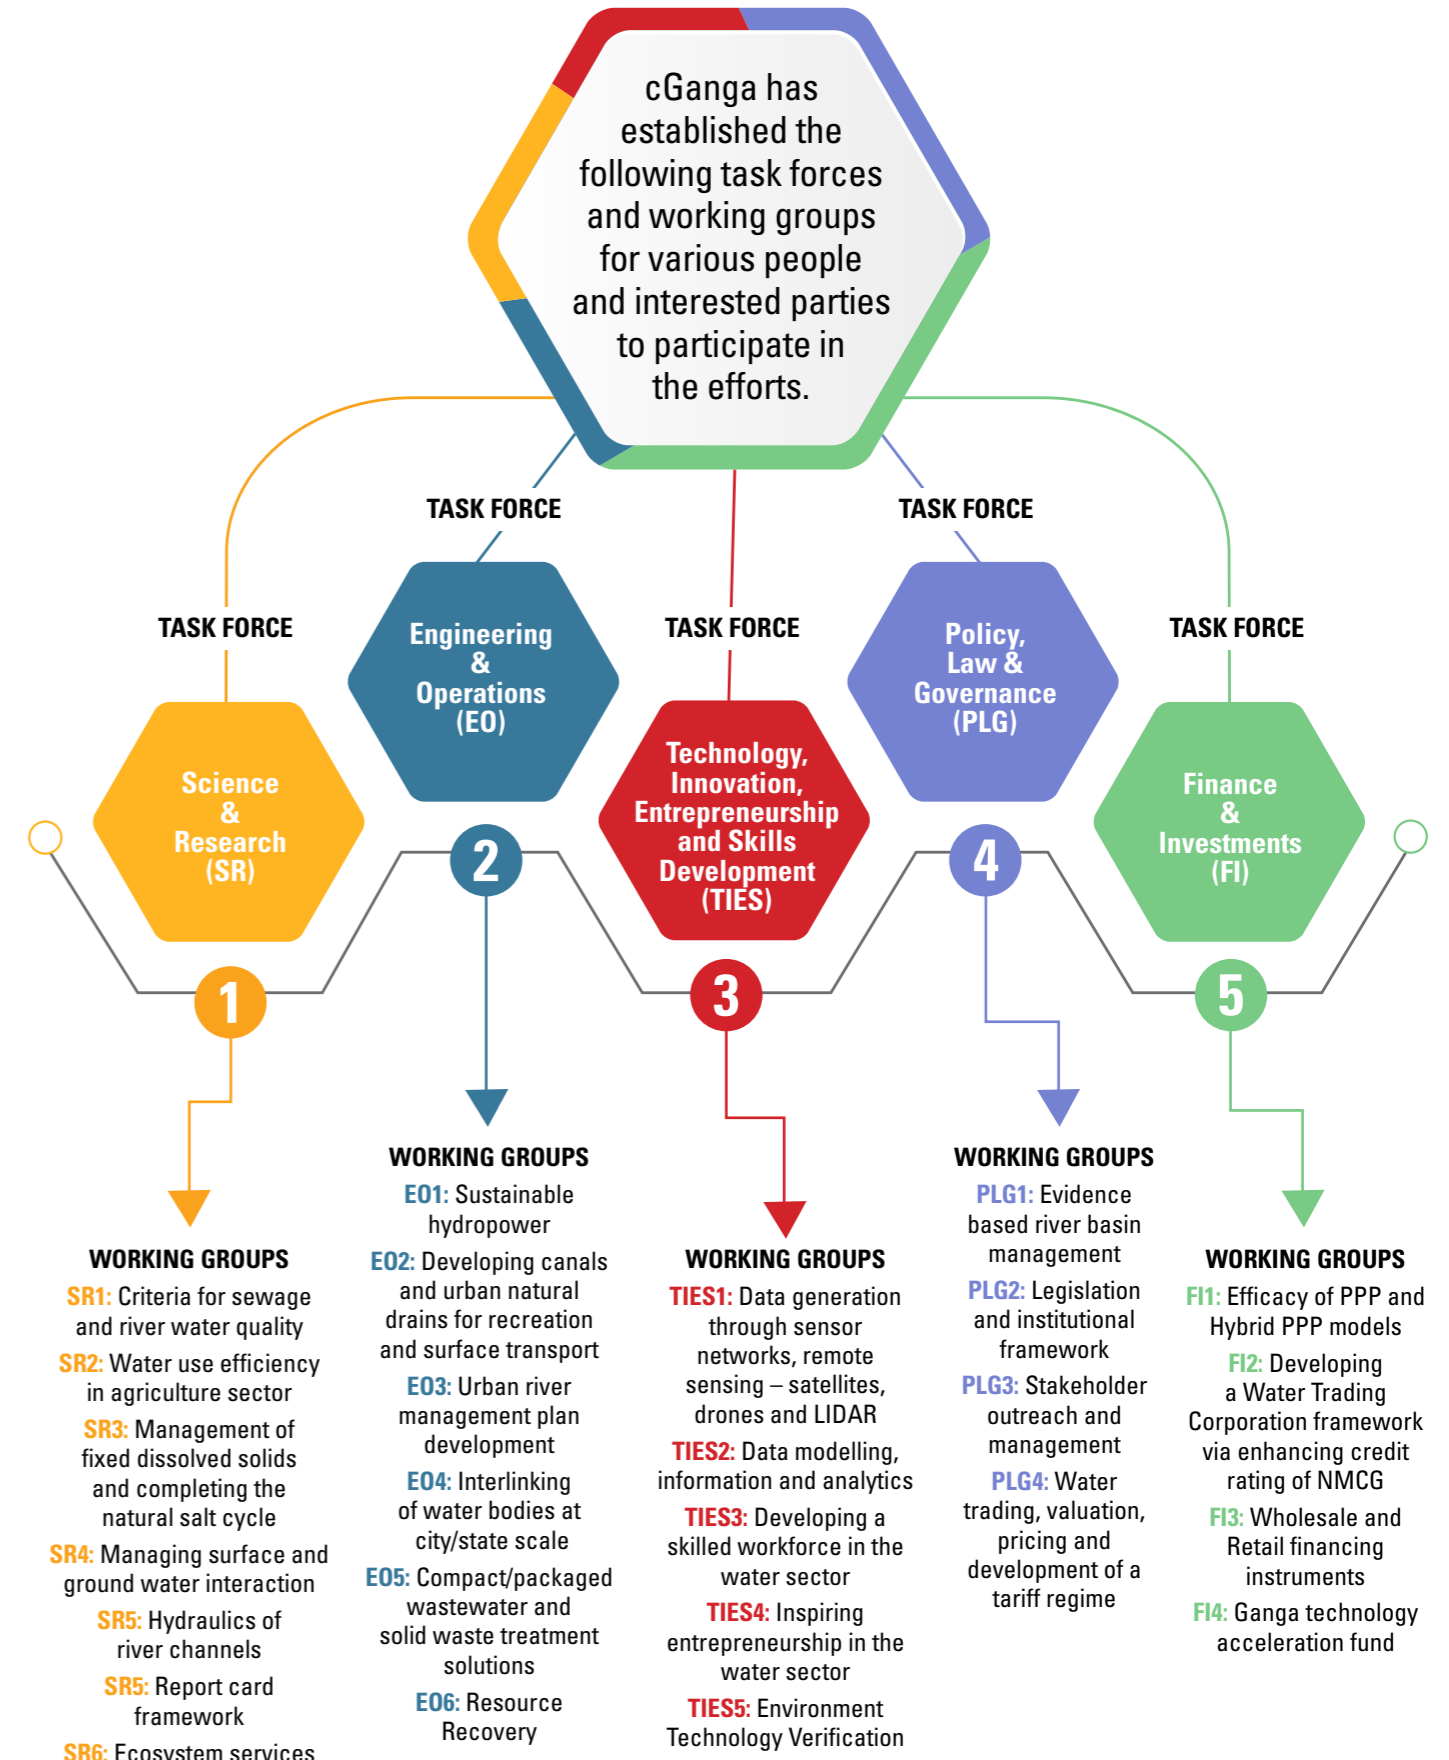 cGanga has
established the
following task forces
and working groups
for various people
and interested parties
to participate in
the efforts.
TASK FORCE
Science
&
Research
(SR)
1
WORKING GROUPS
SR1: Criteria for sewage
and river water quality
SR2: Water use efficiency
in agriculture sector
SR3: Management of
fixed dissolved solids
and completing the
natural salt cycle
SR4: Managing surface and
ground water interaction
SR5: Hydraulics of
river channels
SR5: Report card
framework
SR6: Ecosystem services
TASK FORCE
Engineering
&
Operations
(EO)
2
WORKING GROUPS
EO1: Sustainable
hydropower
EO2: Developing canals
and urban natural
drains for recreation
and surface transport
EO3: Urban river
management plan
development
EO4: Interlinking
of water bodies at
city/state scale
EO5: Compact/packaged
wastewater and
solid waste treatment
solutions
EO6: Resource
Recovery
TASK FORCE
Technology,
Innovation,
Entrepreneurship
and Skills
Development
(TIES)
3
WORKING GROUPS
TIES1: Data generation
through sensor
networks, remote
sensing – satellites,
drones and LIDAR
TIES2: Data modelling,
information and analytics
TIES3: Developing a
skilled workforce in the
water sector
TIES4: Inspiring
entrepreneurship in the
water sector
TIES5: Environment
Technology Verification
TASK FORCE
Policy,
Law &
Governance
(PLG)
4
WORKING GROUPS
PLG1: Evidence
based river basin
management
PLG2: Legislation
and institutional
framework
PLG3: Stakeholder
outreach and
management
PLG4: Water
trading, valuation,
pricing and
development of a
tariff regime
TASK FORCE
Finance
&
Investments
(FI)
5
WORKING GROUPS
FI1: Efficacy of PPP and
Hybrid PPP models
FI2: Developing
a Water Trading
Corporation framework
via enhancing credit
rating of NMCG
FI3: Wholesale and
Retail financing
instruments
FI4: Ganga technology
acceleration fund